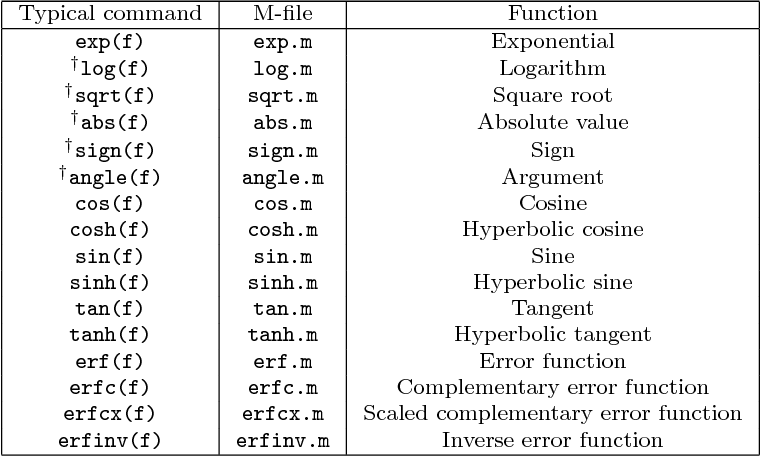 Typical command M-file Function
exp(f) exp.m Exponential
†log(f) log.m Logarithm
†sqrt(f) sqrt.m Square root
†abs(f) abs.m Absolute value
†sign(f) sign.m Sign
†angle(f) angle.m Argument
cos(f) cos.m Cosine
cosh(f) cosh.m Hyperbolic cosine
sin(f) sin.m Sine
sinh(f) sinh.m Hyperbolic sine
tan(f) tan.m Tangent
tanh(f) tanh.m Hyperbolic tangent
erf(f) erf.m Error function
erfc(f) erfc.m Complementary error function
erfcx(f) erfcx.m Scaled complementary error function
erfinv(f) erfinv.m Inverse error function